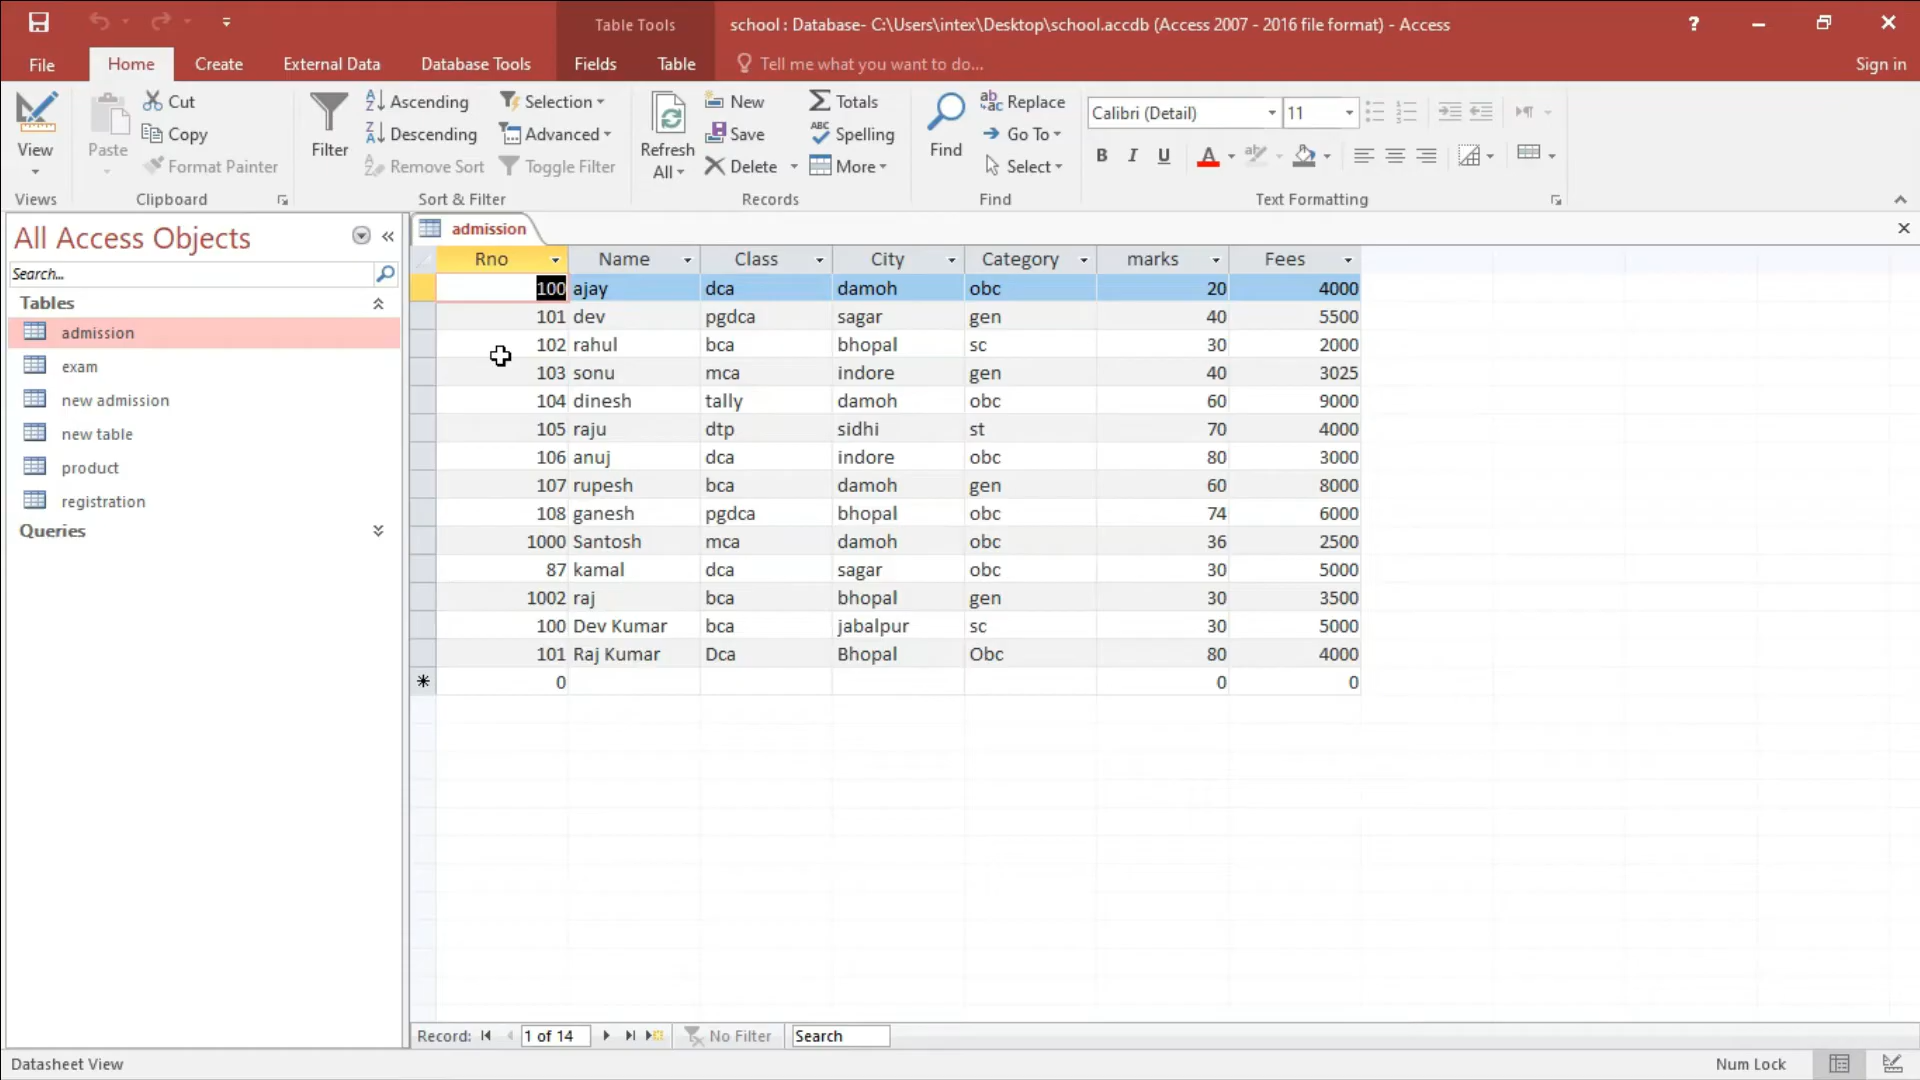 Table Tools
school : Database- C:\Users\intex\Desktop\school.accdb (Access 2007 - 2016 file format) - Access
?
File Home Create External Data Database Tools Fields Table Tell me what you want to do... Sign in
View
Paste
Cut
Copy
Format Painter
Filter
Ascending
Descending
Remove Sort
Selection
Advanced
Toggle Filter
Refresh All
New
Save
Delete
Totals
Spelling
More
Find
Replace
Go To
Select
Calibri (Detail) 11
B I U A
Views Clipboard Sort & Filter Records Find Text Formatting
All Access Objects
Search...
Tables
admission
exam
new admission
new table
product
registration
Queries
admission
Rno Name Class City Category marks Fees
100 ajay dca damoh obc 20 4000
101 dev pgdca sagar gen 40 5500
102 rahul bca bhopal sc 30 2000
103 sonu mca indore gen 40 3025
104 dinesh tally damoh obc 60 9000
105 raju dtp sidhi st 70 4000
106 anuj dca indore obc 80 3000
107 rupesh bca damoh gen 60 8000
108 ganesh pgdca bhopal obc 74 6000
1000 Santosh mca damoh obc 36 2500
87 kamal dca sagar obc 30 5000
1002 raj bca bhopal gen 30 3500
100 Dev Kumar bca jabalpur sc 30 5000
101 Raj Kumar Dca Bhopal Obc 80 4000
* 0 0 0
Record: 1 of 14 No Filter Search
Datasheet View Num Lock